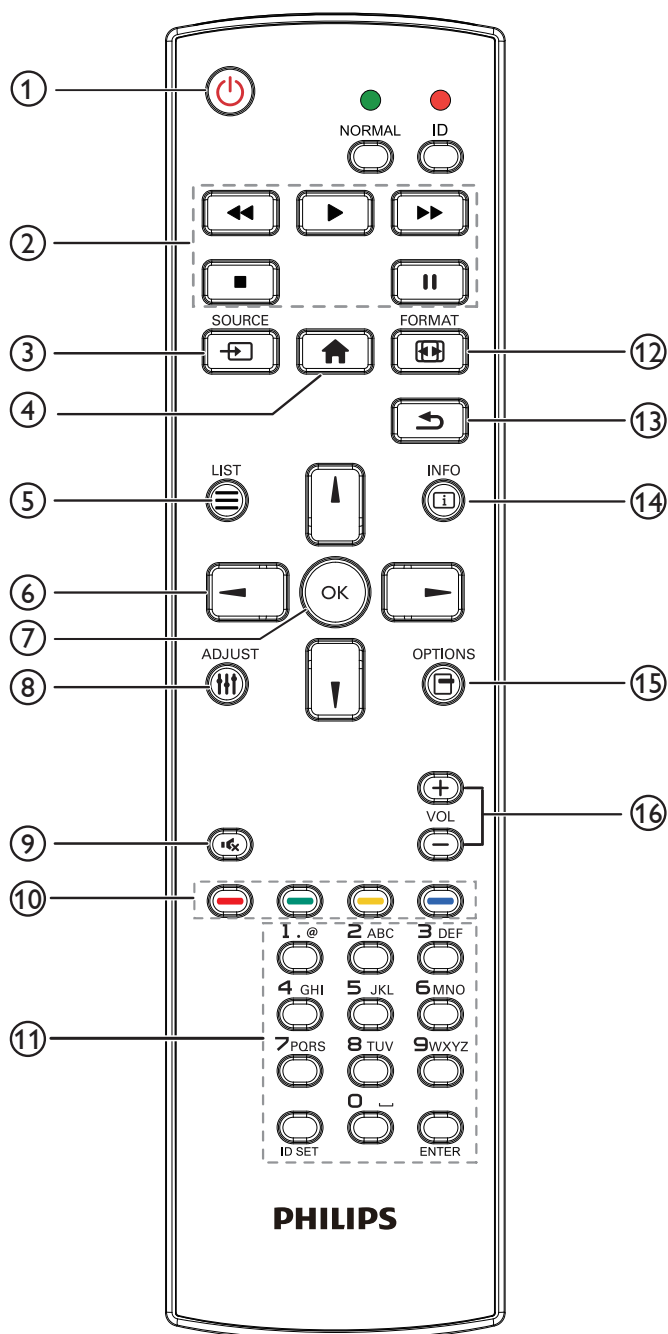 1
NORMAL ID
2
SOURCE FORMAT
3 12
4
13
LIST INFO
5 i 14
6 OK
7
ADJUST OPTIONS
8 15
+
VOL 16
9 −
10
1 . @ 2 ABC 3 DEF
4 GHI 5 JKL 6 MNO
11
7 PQRS 8 TUV 9 WXYZ
0 ⎵
ID SET ENTER
PHILIPS